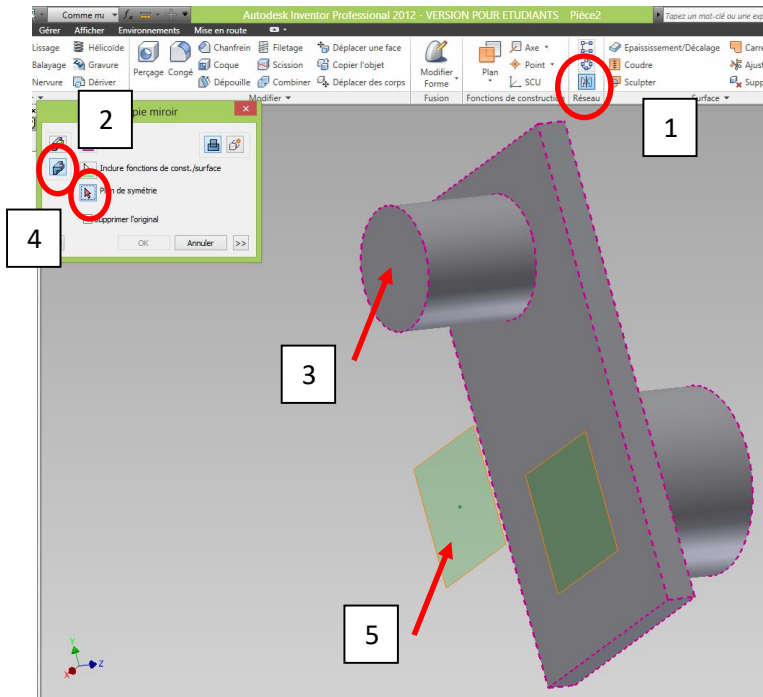 Comme ma
Autodesk Inventor Professional 2012 - VERSION POUR ETUDIANTS Pièce2
Tapez un mot-clé ou une exp
Gérer Afficher Environnements Mise en route
Lissage Hélicoïde Chanfrein Filetage Déplacer une face Axe Point SCU Epaississement/Décalage Carre
Balayage Gravure Perçage Congé Coque Scission Copier l'objet Modifier Forme Plan Coudre Ajust
Nervure Dériver Dépouille Combiner Déplacer des corps Sculpter Supp
Modifier Fusion Fonctions de construction Réseau Surface
2
1
pie miroir
Inclure fonctions de const./surface
Plan de symétrie
Supprimer l'original
4
OK Annuler >>
3
5
Y
X
Z